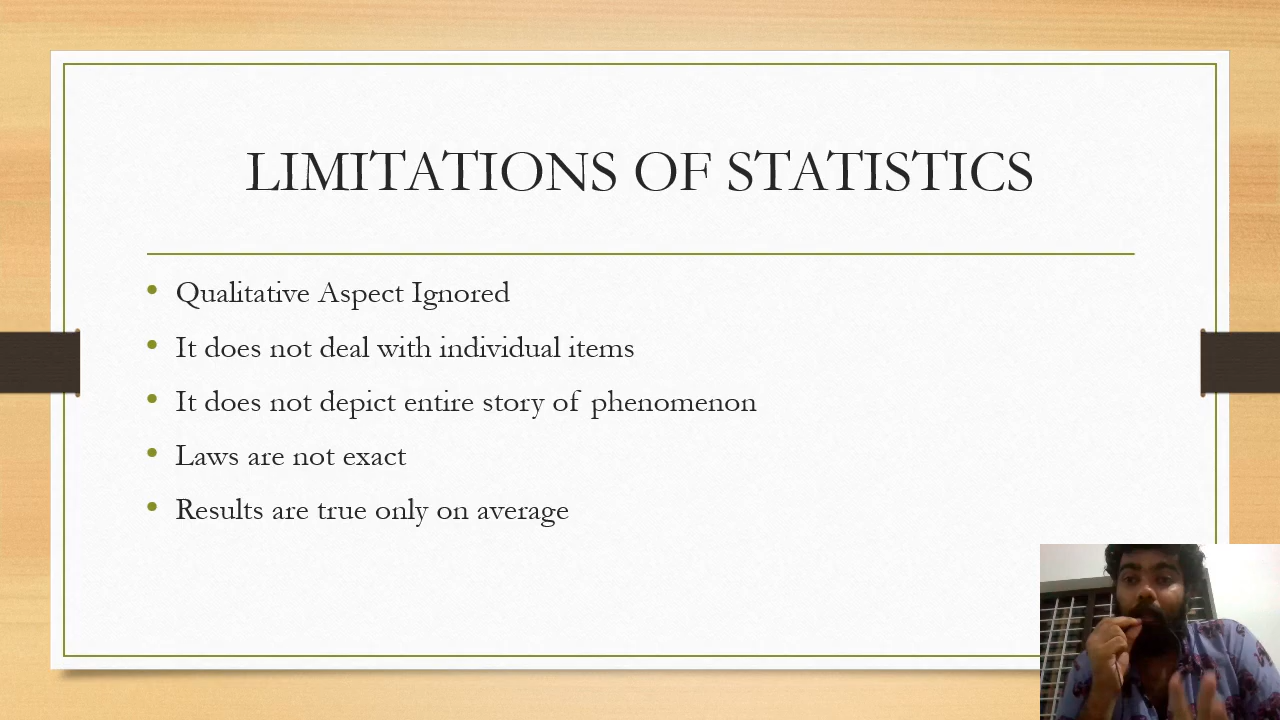 LIMITATIONS OF STATISTICS
• Qualitative Aspect Ignored
• It does not deal with individual items
• It does not depict entire story of phenomenon
• Laws are not exact
• Results are true only on average